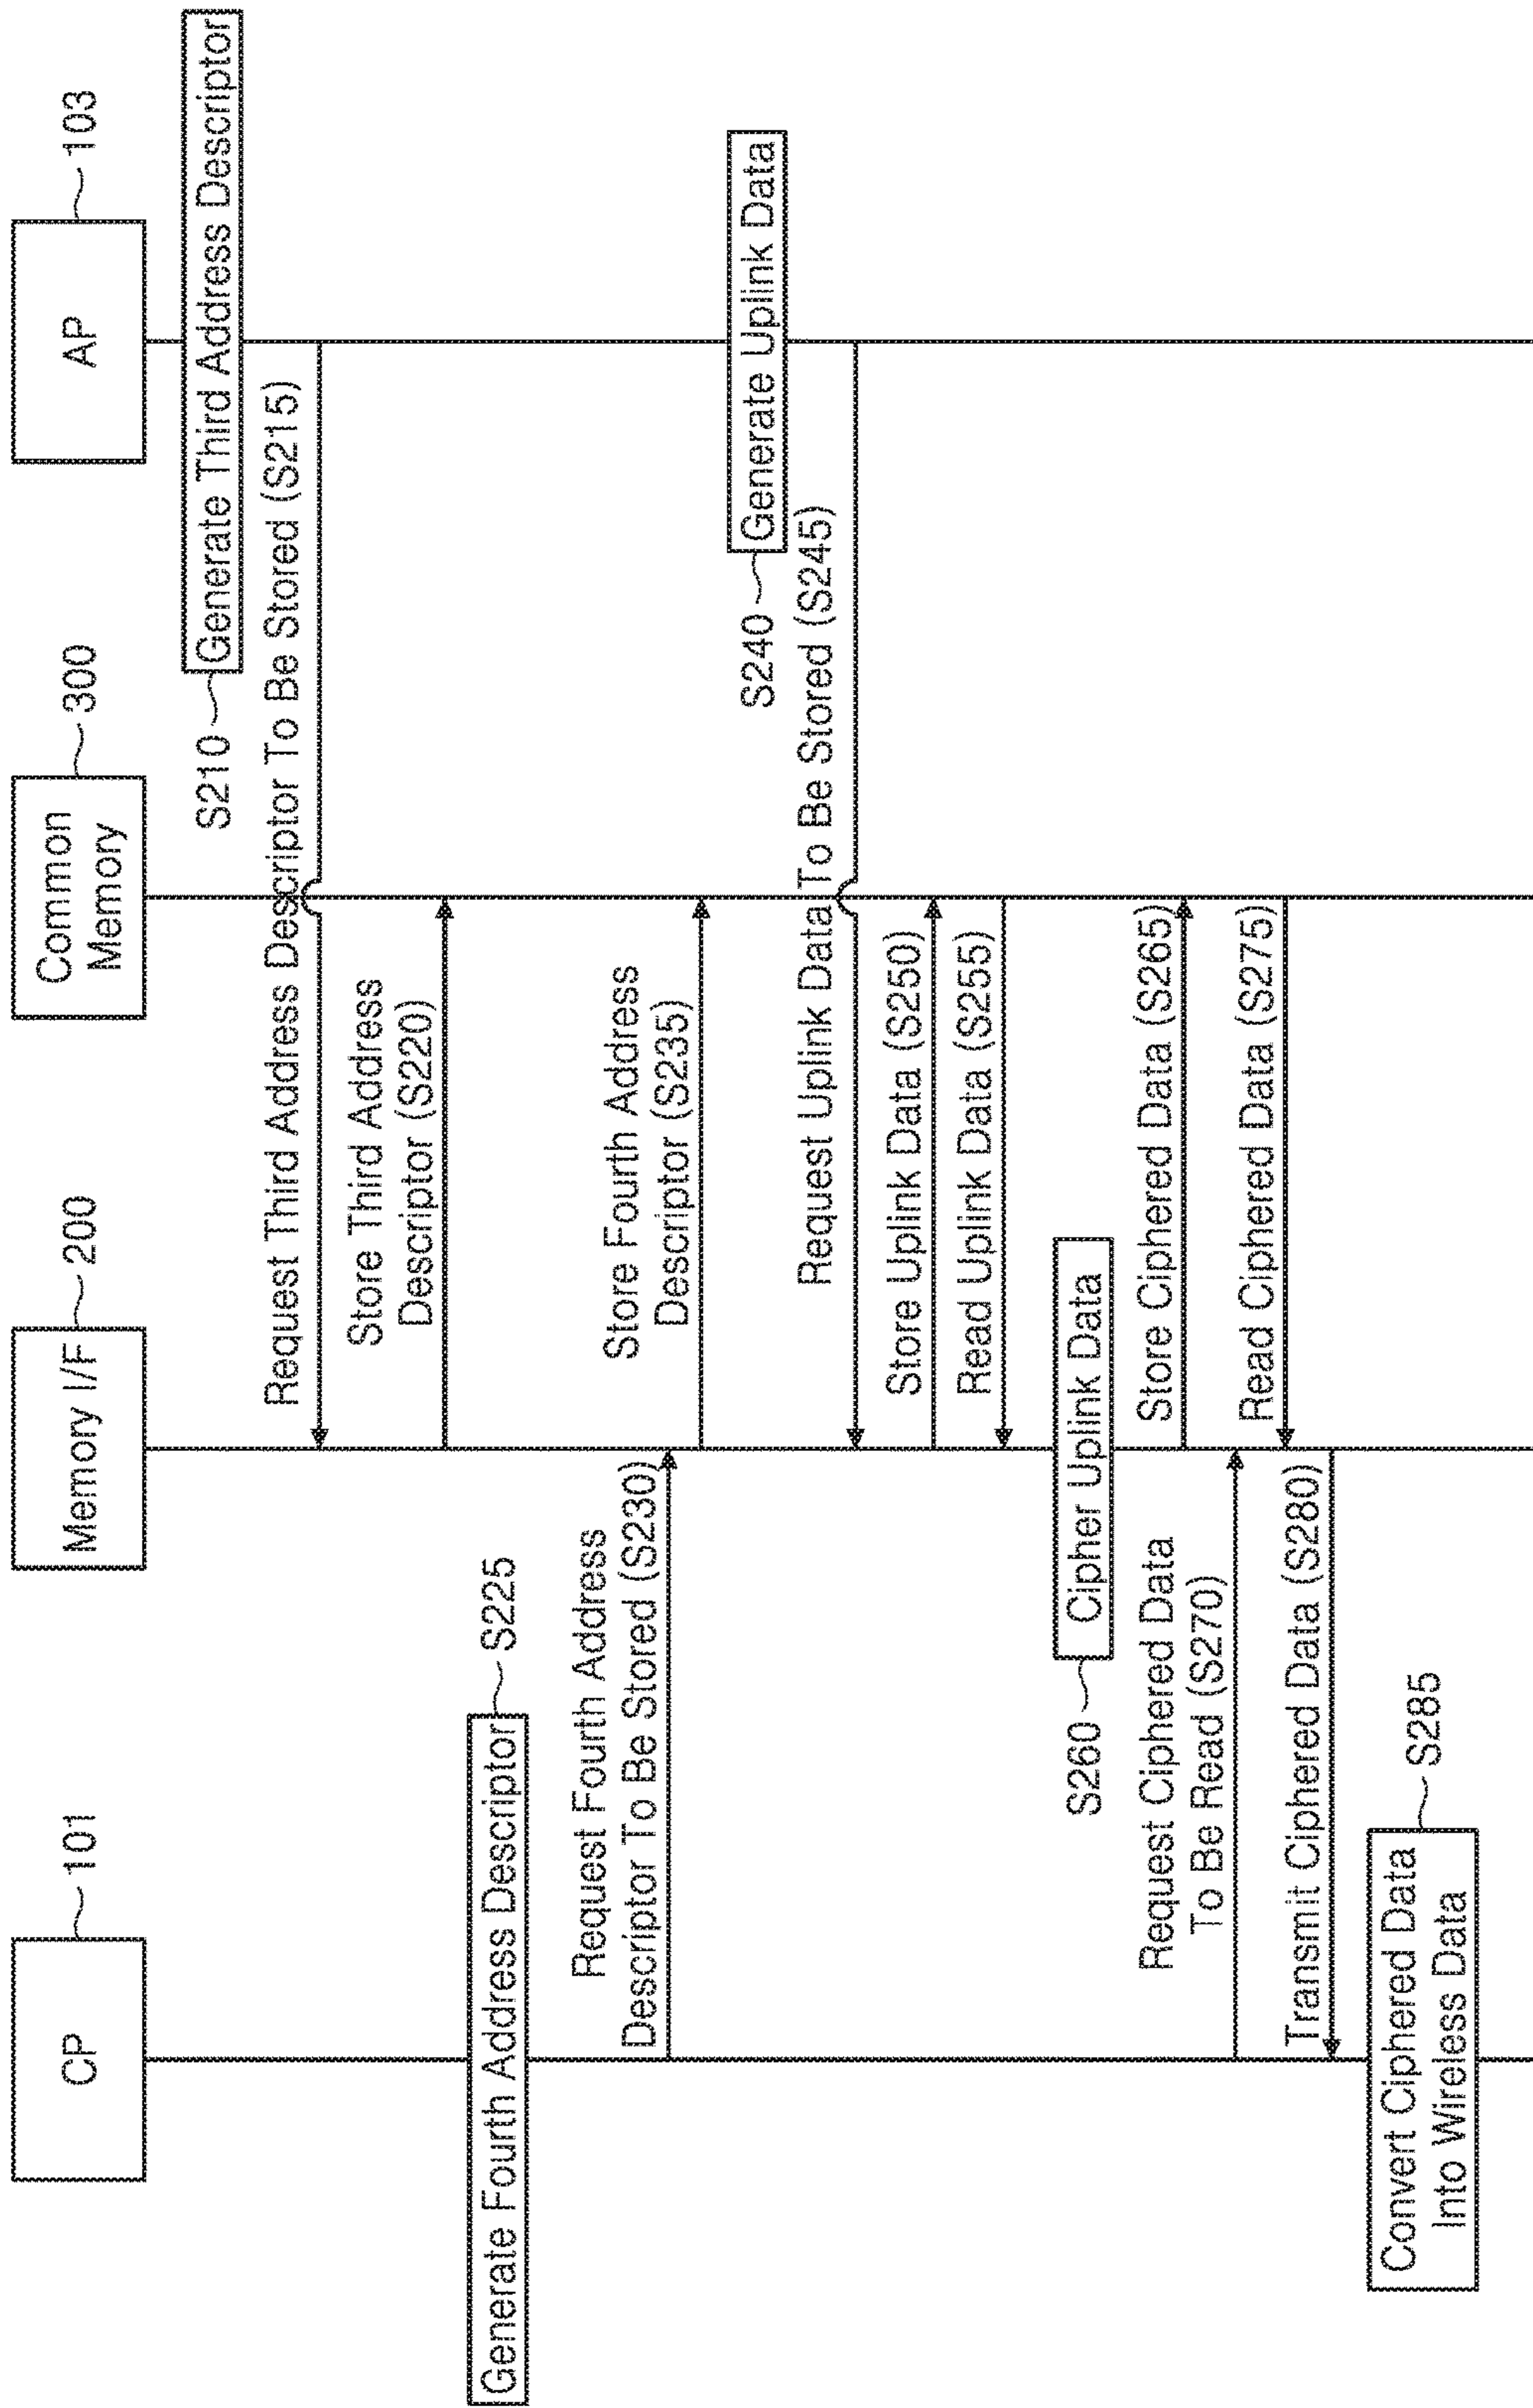 CP
101
Memory I/F
200
Common
Memory
300
AP
103
S210
Generate Third Address Descriptor
Request Third Address Descriptor To Be Stored (S215)
Store Third Address
Descriptor (S220)
Generate Fourth Address Descriptor
S225
Request Fourth Address
Descriptor To Be Stored (S230)
Store Fourth Address
Descriptor (S235)
S240
Generate Uplink Data
Request Uplink Data To Be Stored (S245)
Store Uplink Data (S250)
Read Uplink Data (S255)
S260
Cipher Uplink Data
Store Ciphered Data (S265)
Request Ciphered Data
To Be Read (S270)
Read Ciphered Data (S275)
Transmit Ciphered Data (S280)
Convert Ciphered Data
Into Wireless Data
S285